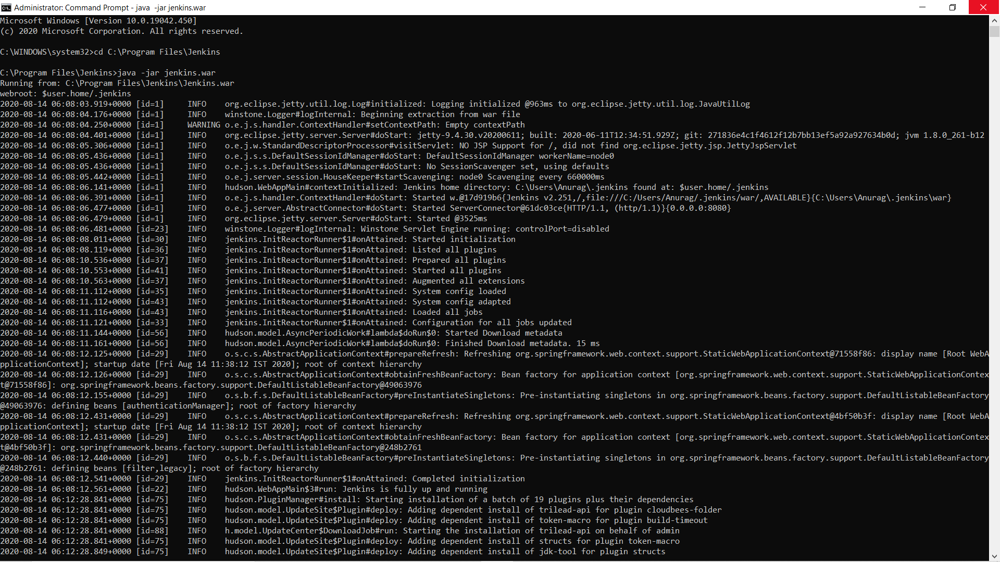 Administrator: Command Prompt - java  -jar jenkins.war
Microsoft Windows [Version 10.0.19042.450]
(c) 2020 Microsoft Corporation. All rights reserved.
C:\WINDOWS\system32>cd C:\Program Files\Jenkins
C:\Program Files\Jenkins>java -jar jenkins.war
Running from: C:\Program Files\Jenkins\Jenkins.war
webroot: $user.home/.jenkins
2020-08-14 06:08:03.919+0000 [id=1]     INFO    org.eclipse.jetty.util.log.Log#initialized: Logging initialized @963ms to org.eclipse.jetty.util.log.JavaUtilLog
2020-08-14 06:08:04.176+0000 [id=1]     INFO    winstone.Logger#logInternal: Beginning extraction from war file
2020-08-14 06:08:04.250+0000 [id=1]     WARNING o.e.j.s.handler.ContextHandler#setContextPath: Empty contextPath
2020-08-14 06:08:04.401+0000 [id=1]     INFO    org.eclipse.jetty.server.Server#doStart: jetty-9.4.30.v20200611; built: 2020-06-11T12:34:51.929Z; git: 271836e4c1f4612f12b7bb13ef5a92a927634b0d; jvm 1.8.0_261-b12
2020-08-14 06:08:05.306+0000 [id=1]     INFO    o.e.j.w.StandardDescriptorProcessor#visitServlet: NO JSP Support for /, did not find org.eclipse.jetty.jsp.JettyJspServlet
2020-08-14 06:08:05.436+0000 [id=1]     INFO    o.e.j.s.s.DefaultSessionIdManager#doStart: DefaultSessionIdManager workerName=node0
2020-08-14 06:08:05.436+0000 [id=1]     INFO    o.e.j.s.s.DefaultSessionIdManager#doStart: No SessionScavenger set, using defaults
2020-08-14 06:08:05.442+0000 [id=1]     INFO    o.e.j.server.session.HouseKeeper#startScavenging: node0 Scavenging every 660000ms
2020-08-14 06:08:06.141+0000 [id=1]     INFO    hudson.WebAppMain#contextInitialized: Jenkins home directory: C:\Users\Anurag\.jenkins found at: $user.home/.jenkins
2020-08-14 06:08:06.391+0000 [id=1]     INFO    o.e.j.s.handler.ContextHandler#doStart: Started w.@17d919b6{Jenkins v2.251,/,file:///C:/Users/Anurag/.jenkins/war/,AVAILABLE}{C:\Users\Anurag\.jenkins\war}
2020-08-14 06:08:06.477+0000 [id=1]     INFO    o.e.j.server.AbstractConnector#doStart: Started ServerConnector@61dc03ce{HTTP/1.1, (http/1.1)}{0.0.0.0:8080}
2020-08-14 06:08:06.479+0000 [id=1]     INFO    org.eclipse.jetty.server.Server#doStart: Started @3525ms
2020-08-14 06:08:06.481+0000 [id=23]    INFO    winstone.Logger#logInternal: Winstone Servlet Engine running: controlPort=disabled
2020-08-14 06:08:08.011+0000 [id=30]    INFO    jenkins.InitReactorRunner$1#onAttained: Started initialization
2020-08-14 06:08:08.119+0000 [id=36]    INFO    jenkins.InitReactorRunner$1#onAttained: Listed all plugins
2020-08-14 06:08:10.536+0000 [id=37]    INFO    jenkins.InitReactorRunner$1#onAttained: Prepared all plugins
2020-08-14 06:08:10.553+0000 [id=41]    INFO    jenkins.InitReactorRunner$1#onAttained: Started all plugins
2020-08-14 06:08:10.563+0000 [id=37]    INFO    jenkins.InitReactorRunner$1#onAttained: Augmented all extensions
2020-08-14 06:08:11.112+0000 [id=35]    INFO    jenkins.InitReactorRunner$1#onAttained: System config loaded
2020-08-14 06:08:11.112+0000 [id=43]    INFO    jenkins.InitReactorRunner$1#onAttained: System config adapted
2020-08-14 06:08:11.116+0000 [id=43]    INFO    jenkins.InitReactorRunner$1#onAttained: Loaded all jobs
2020-08-14 06:08:11.121+0000 [id=33]    INFO    jenkins.InitReactorRunner$1#onAttained: Configuration for all jobs updated
2020-08-14 06:08:11.144+0000 [id=56]    INFO    hudson.model.AsyncPeriodicWork#lambda$doRun$0: Started Download metadata
2020-08-14 06:08:11.161+0000 [id=56]    INFO    hudson.model.AsyncPeriodicWork#lambda$doRun$0: Finished Download metadata. 15 ms
2020-08-14 06:08:12.125+0000 [id=29]    INFO    o.s.c.s.AbstractApplicationContext#prepareRefresh: Refreshing org.springframework.web.context.support.StaticWebApplicationContext@71558f86: display name [Root WebA
pplicationContext]; startup date [Fri Aug 14 11:38:12 IST 2020]; root of context hierarchy
2020-08-14 06:08:12.126+0000 [id=29]    INFO    o.s.c.s.AbstractApplicationContext#obtainFreshBeanFactory: Bean factory for application context [org.springframework.web.context.support.StaticWebApplicationContex
t@71558f86]: org.springframework.beans.factory.support.DefaultListableBeanFactory@49063976
2020-08-14 06:08:12.155+0000 [id=29]    INFO    o.s.b.f.s.DefaultListableBeanFactory#preInstantiateSingletons: Pre-instantiating singletons in org.springframework.beans.factory.support.DefaultListableBeanFactory
@49063976: defining beans [authenticationManager]; root of factory hierarchy
2020-08-14 06:08:12.431+0000 [id=29]    INFO    o.s.c.s.AbstractApplicationContext#prepareRefresh: Refreshing org.springframework.web.context.support.StaticWebApplicationContext@4bf50b3f: display name [Root WebA
pplicationContext]; startup date [Fri Aug 14 11:38:12 IST 2020]; root of context hierarchy
2020-08-14 06:08:12.431+0000 [id=29]    INFO    o.s.c.s.AbstractApplicationContext#obtainFreshBeanFactory: Bean factory for application context [org.springframework.web.context.support.StaticWebApplicationContex
t@4bf50b3f]: org.springframework.beans.factory.support.DefaultListableBeanFactory@248b2761
2020-08-14 06:08:12.440+0000 [id=29]    INFO    o.s.b.f.s.DefaultListableBeanFactory#preInstantiateSingletons: Pre-instantiating singletons in org.springframework.beans.factory.support.DefaultListableBeanFactory
@248b2761: defining beans [filter,legacy]; root of factory hierarchy
2020-08-14 06:08:12.541+0000 [id=29]    INFO    jenkins.InitReactorRunner$1#onAttained: Completed initialization
2020-08-14 06:08:12.561+0000 [id=22]    INFO    hudson.WebAppMain$3#run: Jenkins is fully up and running
2020-08-14 06:12:28.841+0000 [id=75]    INFO    hudson.PluginManager#install: Starting installation of a batch of 19 plugins plus their dependencies
2020-08-14 06:12:28.841+0000 [id=75]    INFO    hudson.model.UpdateSite$Plugin#deploy: Adding dependent install of trilead-api for plugin cloudbees-folder
2020-08-14 06:12:28.841+0000 [id=75]    INFO    hudson.model.UpdateSite$Plugin#deploy: Adding dependent install of token-macro for plugin build-timeout
2020-08-14 06:12:28.841+0000 [id=88]    INFO    h.model.UpdateCenter$DownloadJob#run: Starting the installation of trilead-api on behalf of admin
2020-08-14 06:12:28.841+0000 [id=75]    INFO    hudson.model.UpdateSite$Plugin#deploy: Adding dependent install of structs for plugin token-macro
2020-08-14 06:12:28.849+0000 [id=75]    INFO    hudson.model.UpdateSite$Plugin#deploy: Adding dependent install of jdk-tool for plugin structs